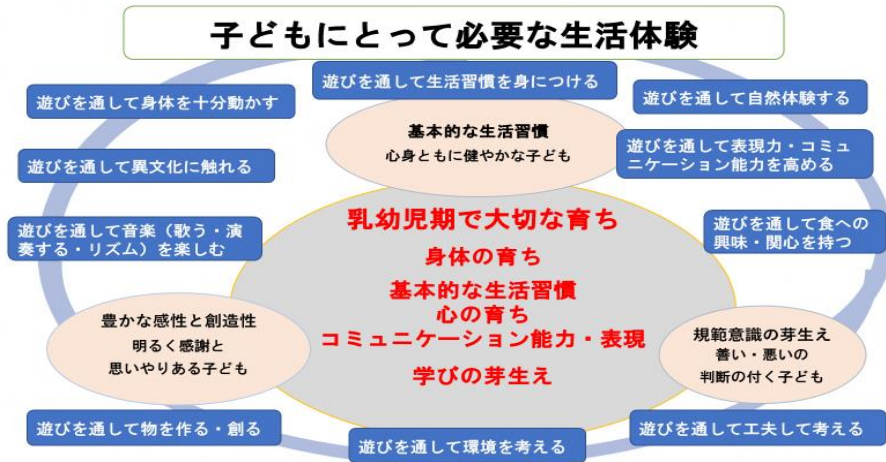 子どもにとって必要な生活体験
遊びを通して生活習慣を身につける
遊びを通して身体を十分動かす
遊びを通して自然体験する
基本的な生活習慣
心身ともに健やかな子ども
遊びを通して表現力・コミュ
ニケーション能力を高める
遊びを通して異文化に触れる
乳幼児期で大切な育ち
遊びを通して音楽（歌う・演
奏する・リズム）を楽しむ
遊びを通して食への
興味・関心を持つ
身体の育ち
基本的な生活習慣
心の育ち
コミュニケーション能力・表現
学びの芽生え
豊かな感性と創造性
明るく感謝と
思いやりある子ども
規範意識の芽生え
善い・悪いの
判断の付く子ども
遊びを通して物を作る・創る
遊びを通して環境を考える
遊びを通して工夫して考える